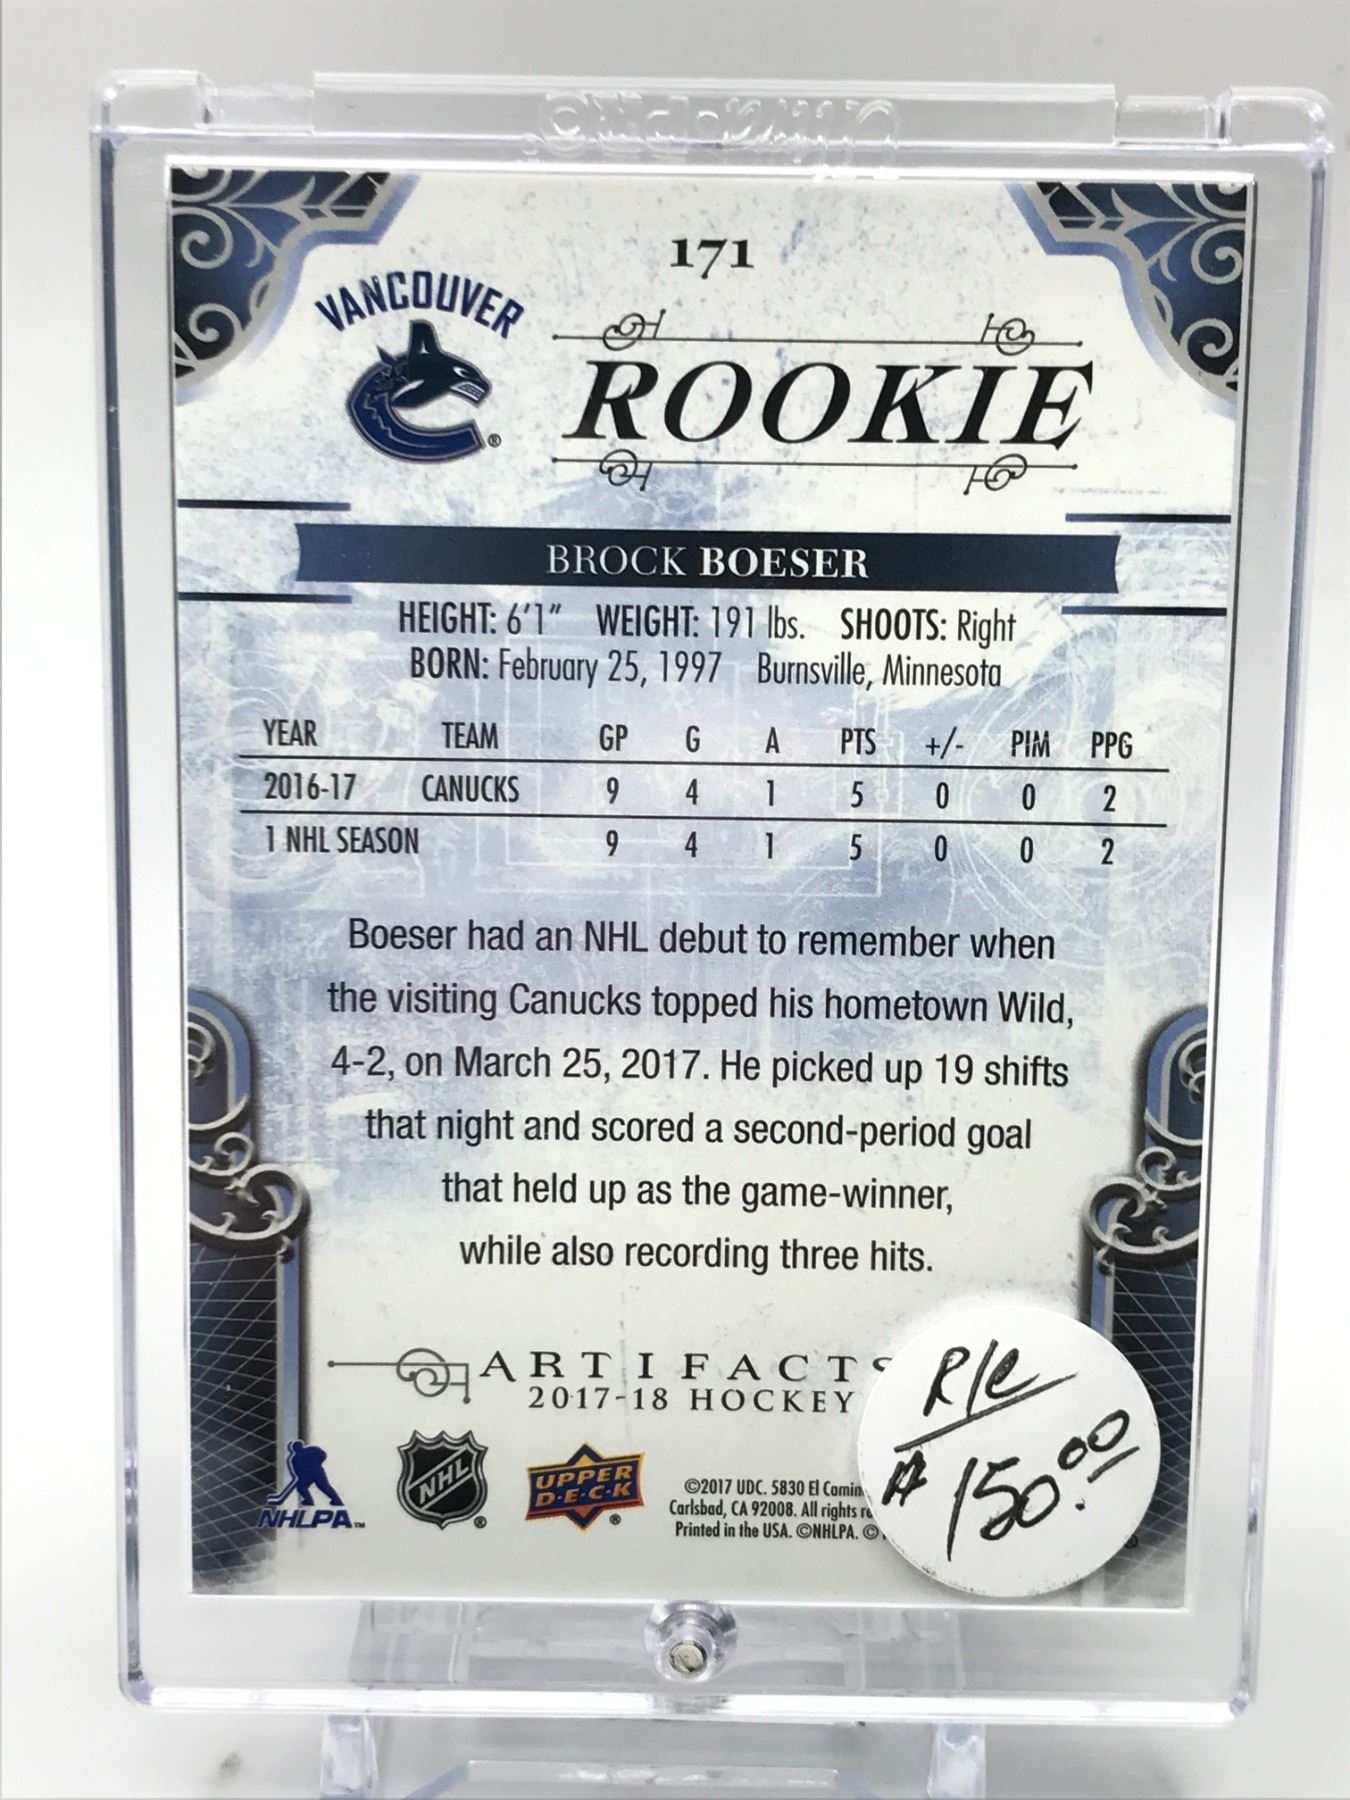 171
VANCOUVER
ROOKIE
BROCK BOESER
HEIGHT: 6'1" WEIGHT: 191 lbs. SHOOTS: Right
BORN: February 25, 1997 Burnsville, Minnesota
YEAR TEAM GP G A PTS +/- PIM PPG
2016-17 CANUCKS 9 4 1 5 0 0 2
1 NHL SEASON 9 4 1 5 0 0 2
Boeser had an NHL debut to remember when
the visiting Canucks topped his hometown Wild,
4-2, on March 25, 2017. He picked up 19 shifts
that night and scored a second-period goal
that held up as the game-winner,
while also recording three hits.
ARTIFACTS
2017-18 HOCKEY
NHLPA™
NHL ®
UPPER
D·E·C·K ®
©2017 UDC. 5830 El Camin
Carlsbad, CA 92008. All rights re
Printed in the USA. ©NHLPA. ©
R/C
150.00